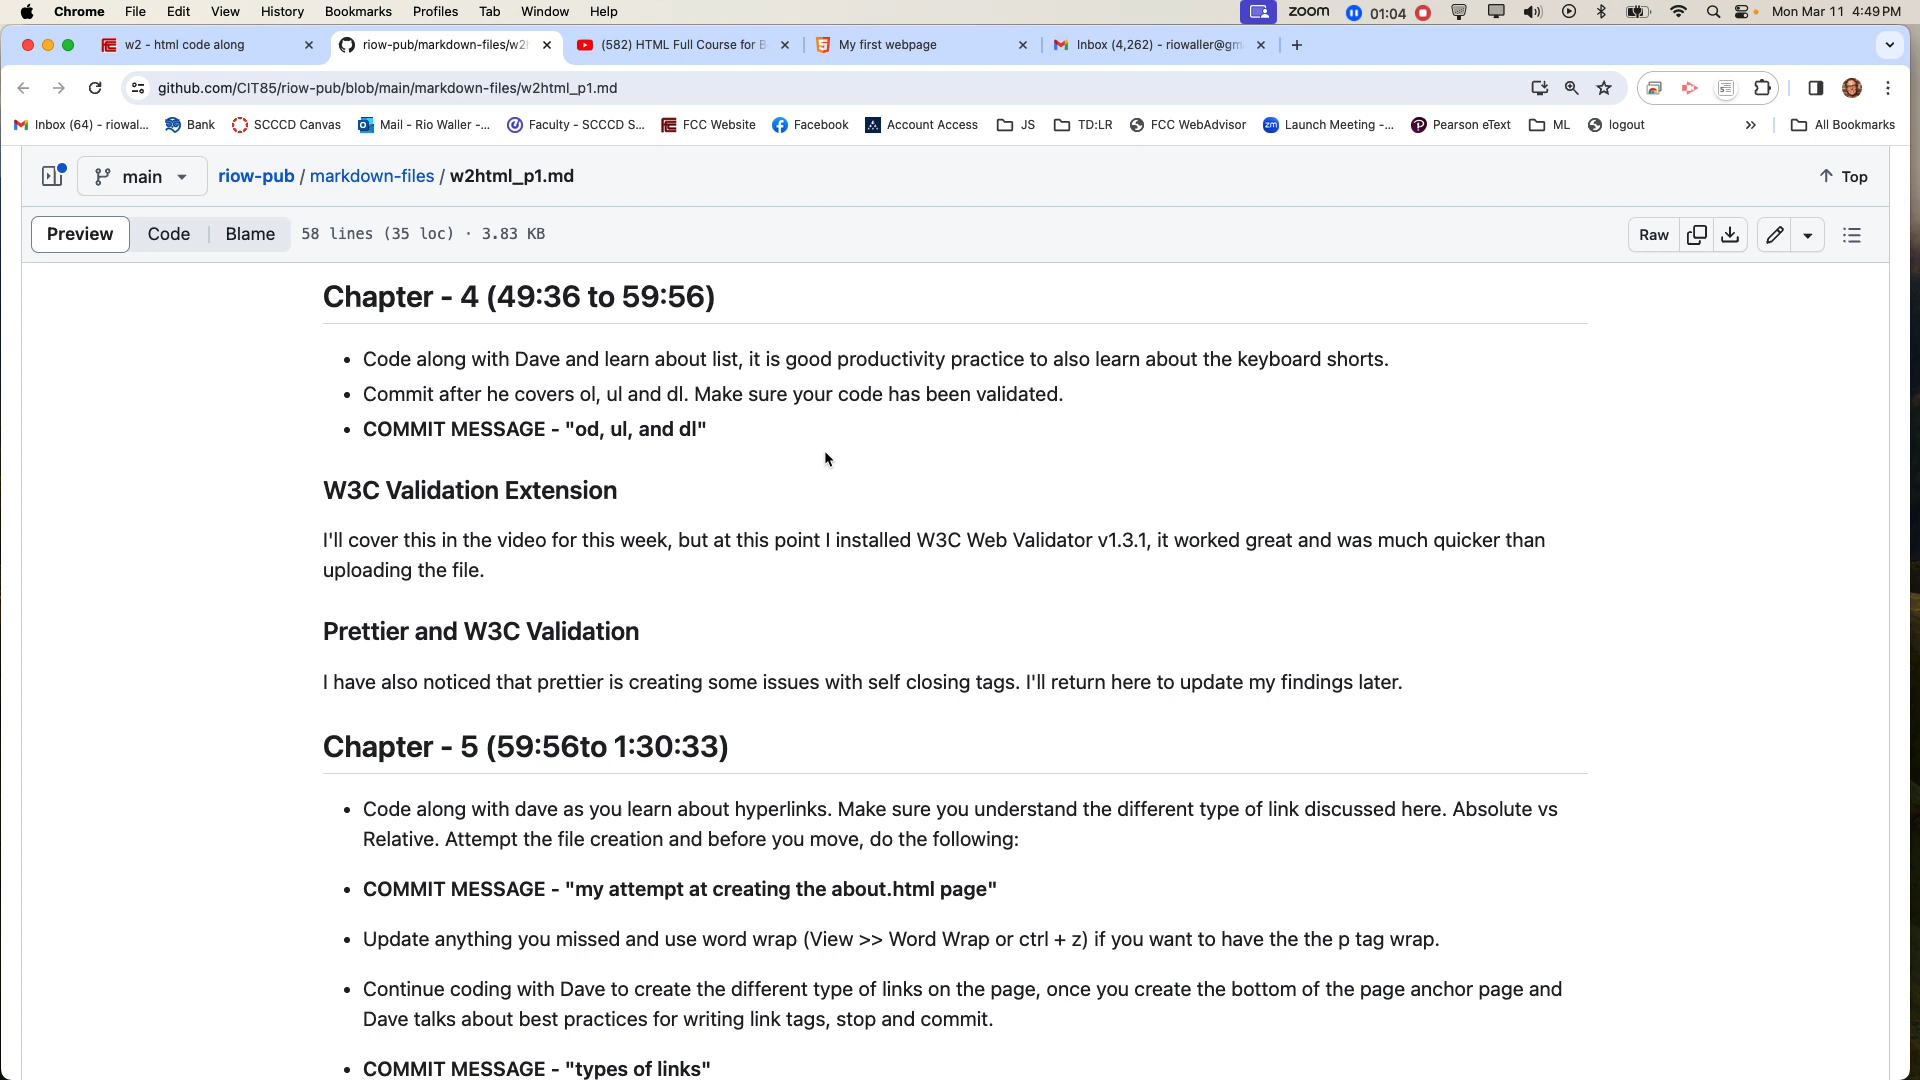 Chrome File Edit View History Bookmarks Profiles Tab Window Help
zoom 01:04 Mon Mar 11 4:49 PM
w2 - html code along
riow-pub/markdown-files/w2
(582) HTML Full Course for B
My first webpage
Inbox (4,262) - riowaller@gm
github.com/CIT85/riow-pub/blob/main/markdown-files/w2html_p1.md
Inbox (64) - riowal... Bank SCCCD Canvas Mail - Rio Waller -... Faculty - SCCCD S... FCC Website Facebook Account Access JS TD:LR FCC WebAdvisor Launch Meeting -... Pearson eText ML logout » All Bookmarks
main riow-pub / markdown-files / w2html_p1.md Top
Preview Code Blame 58 lines (35 loc) · 3.83 KB Raw
Chapter - 4 (49:36 to 59:56)
• Code along with Dave and learn about list, it is good productivity practice to also learn about the keyboard shorts.
• Commit after he covers ol, ul and dl. Make sure your code has been validated.
• COMMIT MESSAGE - "od, ul, and dl"
W3C Validation Extension
I'll cover this in the video for this week, but at this point I installed W3C Web Validator v1.3.1, it worked great and was much quicker than
uploading the file.
Prettier and W3C Validation
I have also noticed that prettier is creating some issues with self closing tags. I'll return here to update my findings later.
Chapter - 5 (59:56to 1:30:33)
• Code along with dave as you learn about hyperlinks. Make sure you understand the different type of link discussed here. Absolute vs
Relative. Attempt the file creation and before you move, do the following:
• COMMIT MESSAGE - "my attempt at creating the about.html page"
• Update anything you missed and use word wrap (View >> Word Wrap or ctrl + z) if you want to have the the p tag wrap.
• Continue coding with Dave to create the different type of links on the page, once you create the bottom of the page anchor page and
Dave talks about best practices for writing link tags, stop and commit.
• COMMIT MESSAGE - "types of links"